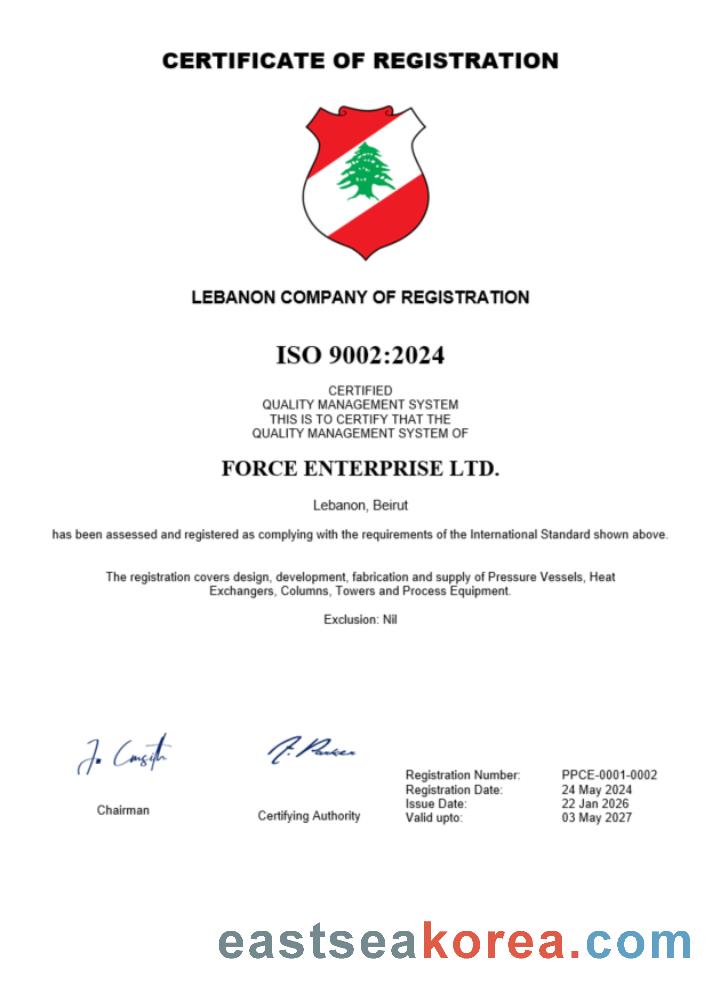 CERTIFICATE OF REGISTRATION
LEBANON COMPANY OF REGISTRATION
ISO 9002:2024
CERTIFIED
QUALITY MANAGEMENT SYSTEM
THIS IS TO CERTIFY THAT THE
QUALITY MANAGEMENT SYSTEM OF
FORCE ENTERPRISE LTD.
Lebanon, Beirut
has been assessed and registered as complying with the requirements of the International Standard shown above.
The registration covers design, development, fabrication and supply of Pressure Vessels, Heat
Exchangers, Columns, Towers and Process Equipment.
Exclusion: Nil
Chairman
Certifying Authority
Registration Number: PPCE-0001-0002
Registration Date: 24 May 2024
Issue Date: 22 Jan 2026
Valid upto: 03 May 2027
eastseakorea.com